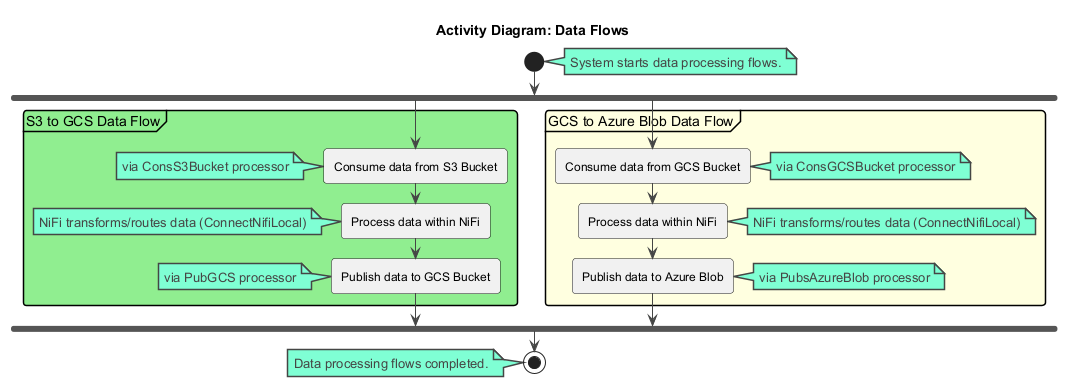 Activity Diagram: Data Flows
System starts data processing flows.
S3 to GCS Data Flow
via ConsS3Bucket processor
Consume data from S3 Bucket
NiFi transforms/routes data (ConnectNifiLocal)
Process data within NiFi
via PubGCS processor
Publish data to GCS Bucket
GCS to Azure Blob Data Flow
Consume data from GCS Bucket
via ConsGCSBucket processor
Process data within NiFi
NiFi transforms/routes data (ConnectNifiLocal)
Publish data to Azure Blob
via PubsAzureBlob processor
Data processing flows completed.